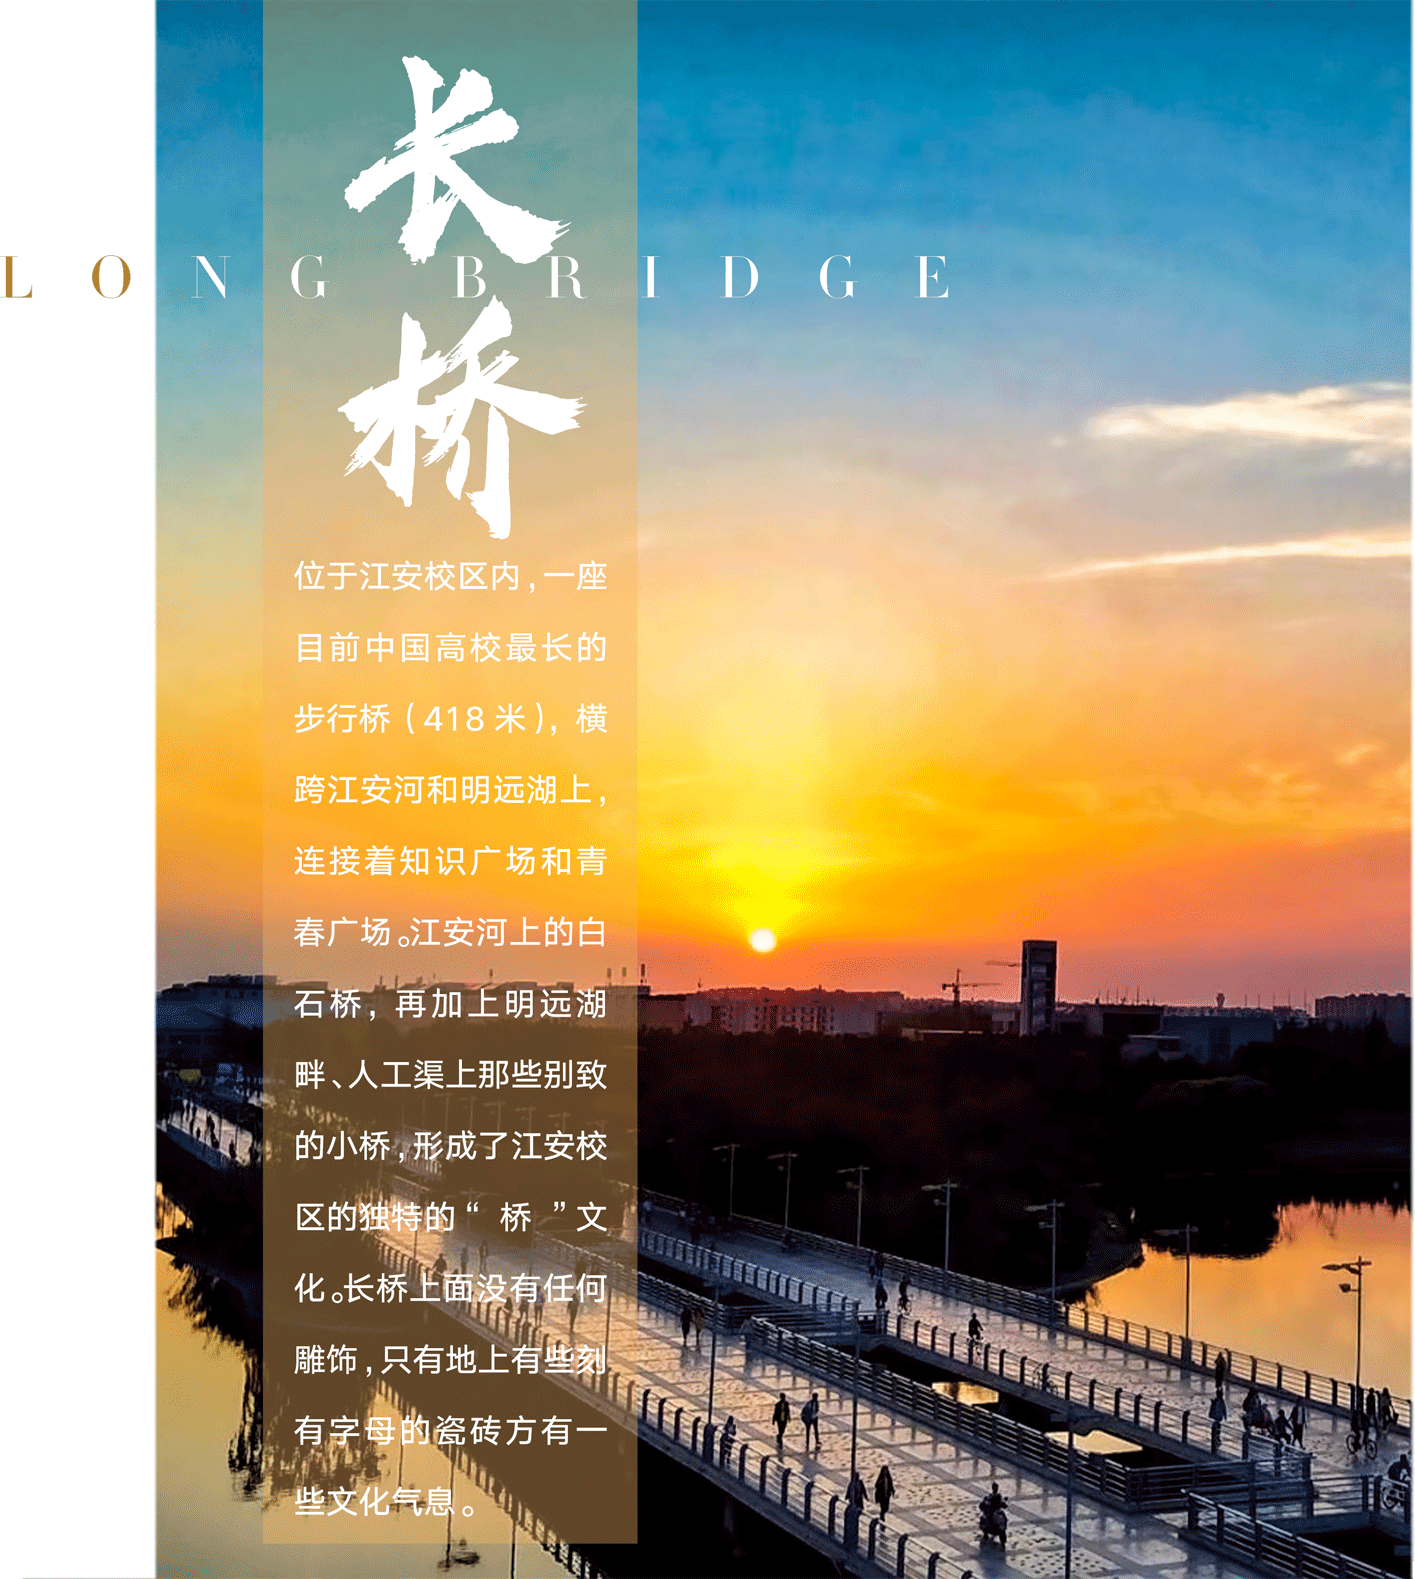 长
LONG BRIDGE
桥
位于江安校区内，一座
目前中国高校最长的
步行桥（418 米），横
跨江安河和明远湖上，
连接着知识广场和青
春广场。江安河上的白
石桥，再加上明远湖
畔、人工渠上那些别致
的小桥，形成了江安校
区的独特的“ 桥 ”文
化。长桥上面没有任何
雕饰，只有地上有些刻
有字母的瓷砖方有一
些文化气息。